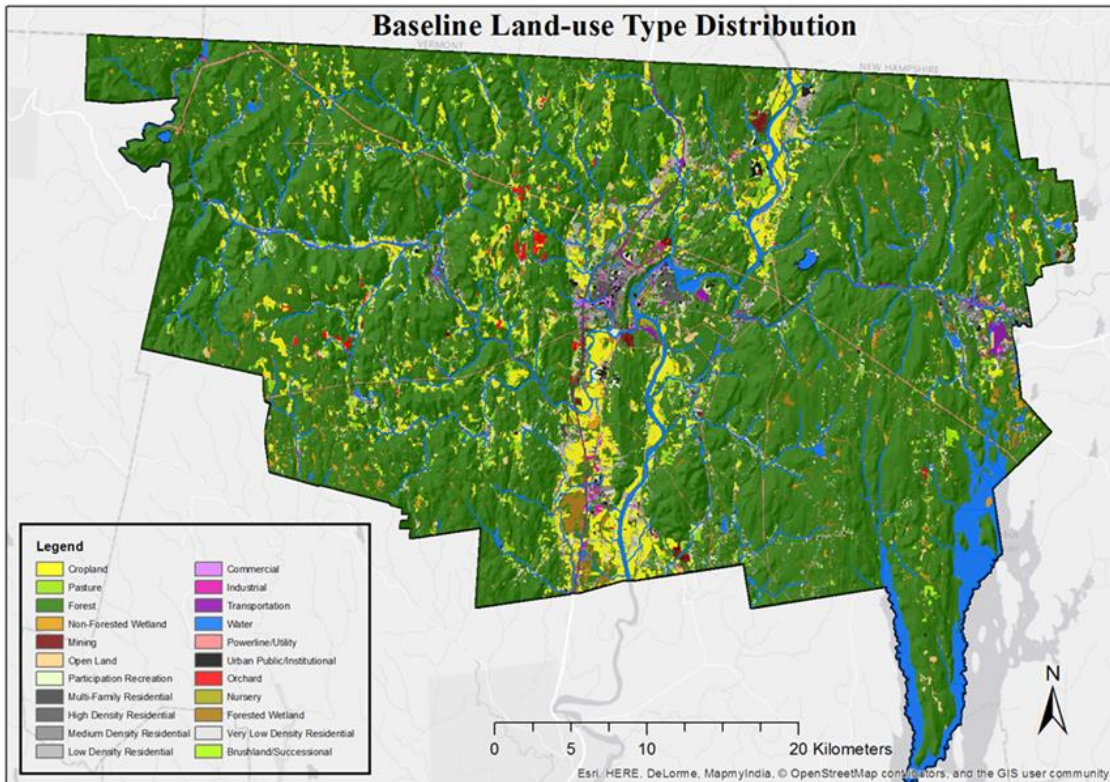 Baseline Land-use Type Distribution
VERMONT
NEW HAMPSHIRE
Legend
Cropland
Pasture
Forest
Non-Forested Wetland
Mining
Open Land
Participation Recreation
Multi-Family Residential
High Density Residential
Medium Density Residential
Low Density Residential
Commercial
Industrial
Transportation
Water
Powerline/Utility
Urban Public/Institutional
Orchard
Nursery
Forested Wetland
Very Low Density Residential
Brushland/Successional
N
0 5 10 20 Kilometers
Esri, HERE, DeLorme, MapmyIndia, © OpenStreetMap contributors, and the GIS user community